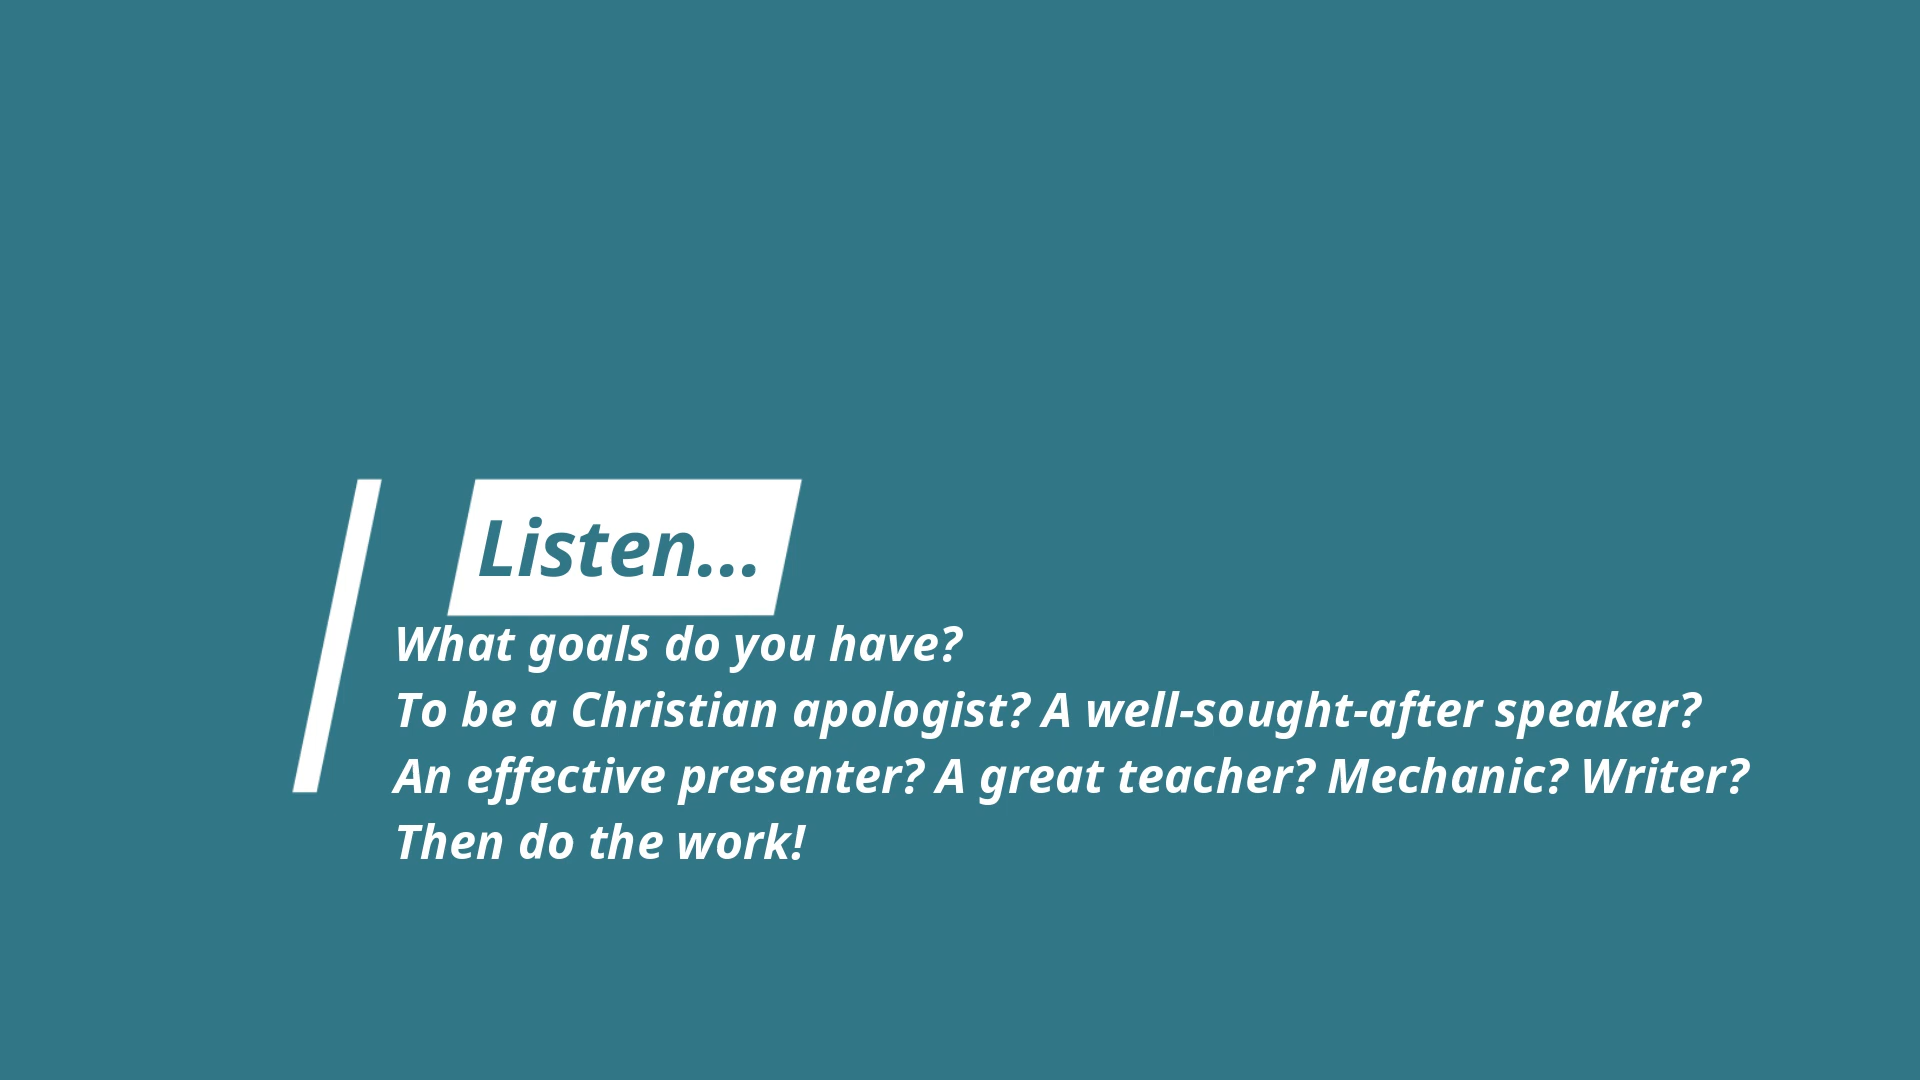 Listen...
What goals do you have?
To be a Christian apologist? A well-sought-after speaker?
An effective presenter? A great teacher? Mechanic? Writer?
Then do the work!